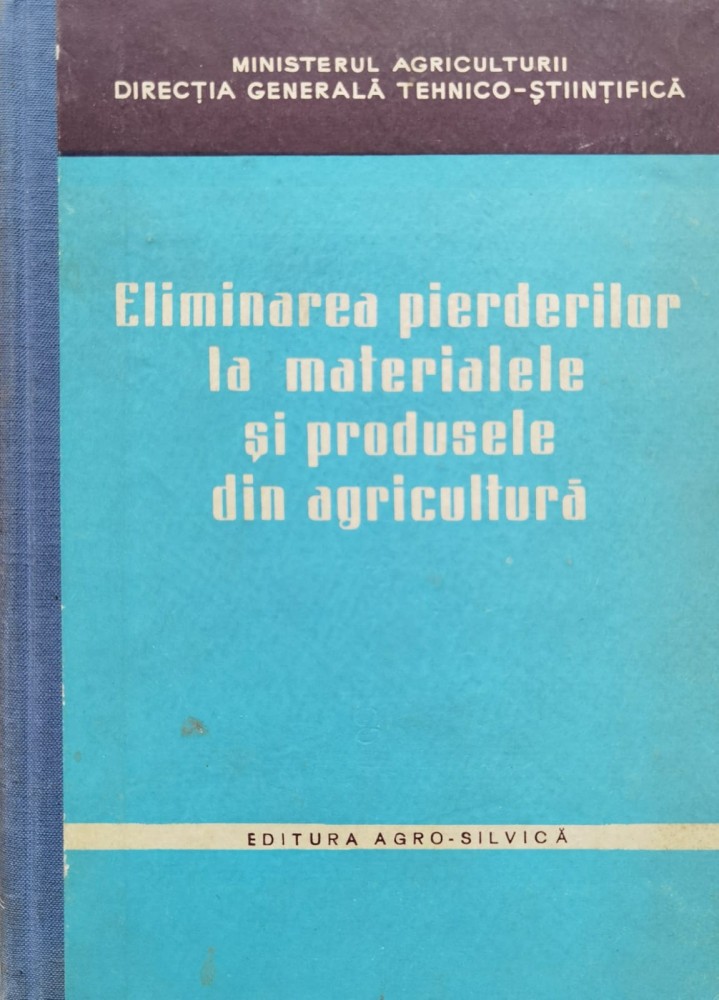 MINISTERUL AGRICULTURII
DIRECȚIA GENERALĂ TEHNICO-ȘTIINȚIFICĂ
Eliminarea pierderilor
la materialele
și produsele
din agricultură
EDITURA AGRO-SILVICĂ